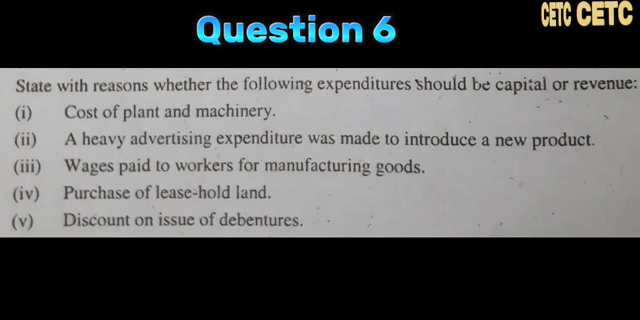 CETC CETC
Question 6
State with reasons whether the following expenditures should be capital or revenue:
(i) Cost of plant and machinery.
(ii) A heavy advertising expenditure was made to introduce a new product.
(iii) Wages paid to workers for manufacturing goods.
(iv) Purchase of lease-hold land.
(v) Discount on issue of debentures.